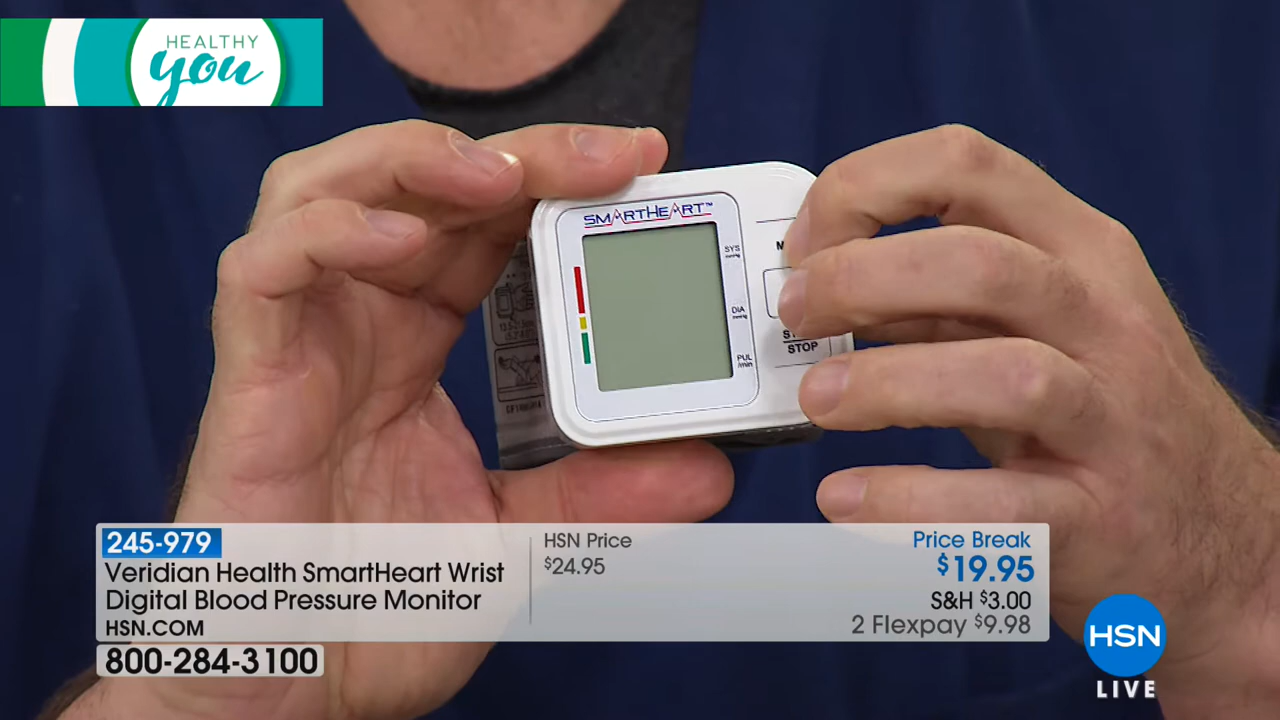 HEALTHY
you
SMARTHEART™
SYS
mmHg
DIA
mmHg
PUL
/min
STOP
245-979
Veridian Health SmartHeart Wrist
Digital Blood Pressure Monitor
HSN.COM
800-284-3100
HSN Price
$24.95
Price Break
$19.95
S&H $3.00
2 Flexpay $9.98
HSN
LIVE